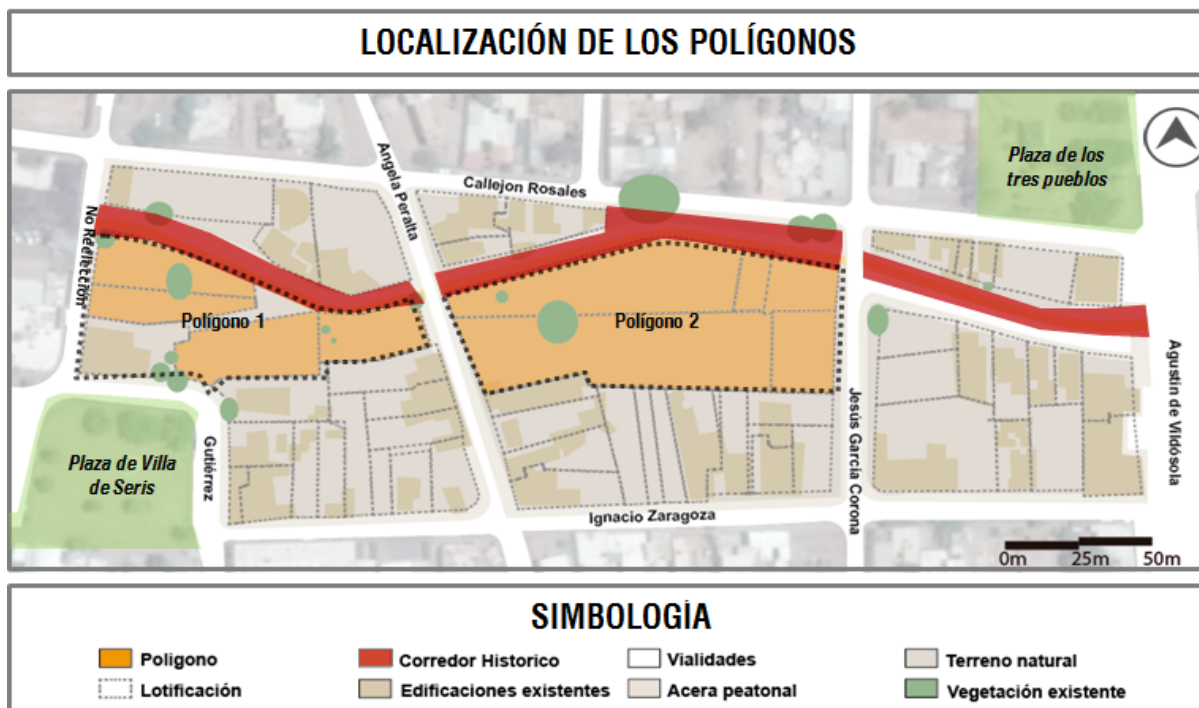 LOCALIZACIÓN DE LOS POLÍGONOS
Plaza de los
tres pueblos
Angela Peralta
Callejon Rosales
No Reelección
Polígono 1
Polígono 2
Agustín de Vildósola
Jesús García Corona
Plaza de Villa
de Seris
Gutiérrez
Ignacio Zaragoza
0m 25m 50m
SIMBOLOGÍA
Poligono
Corredor Historico
Vialidades
Terreno natural
Lotificación
Edificaciones existentes
Acera peatonal
Vegetación existente